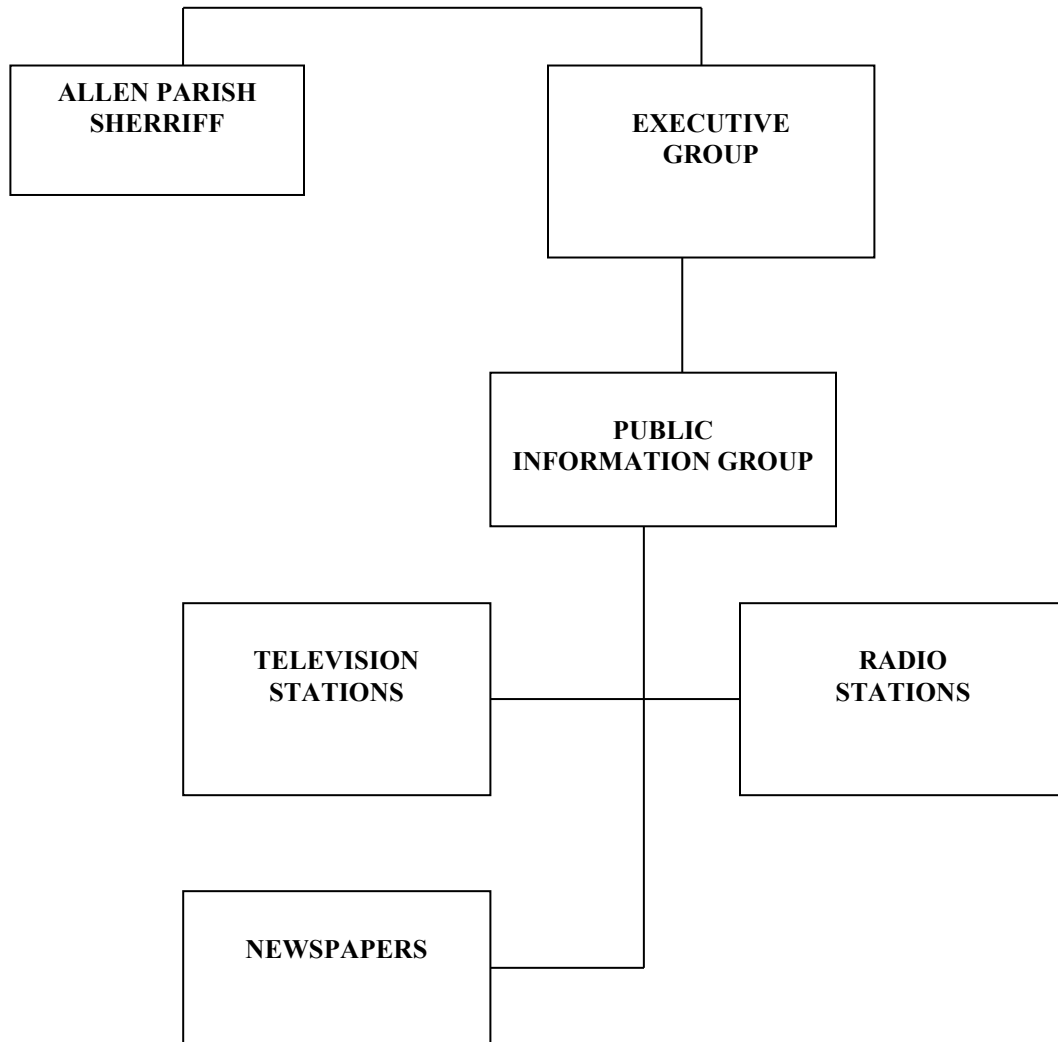 ALLEN PARISH
SHERRIFF
EXECUTIVE
GROUP
PUBLIC
INFORMATION GROUP
TELEVISION
STATIONS
RADIO
STATIONS
NEWSPAPERS